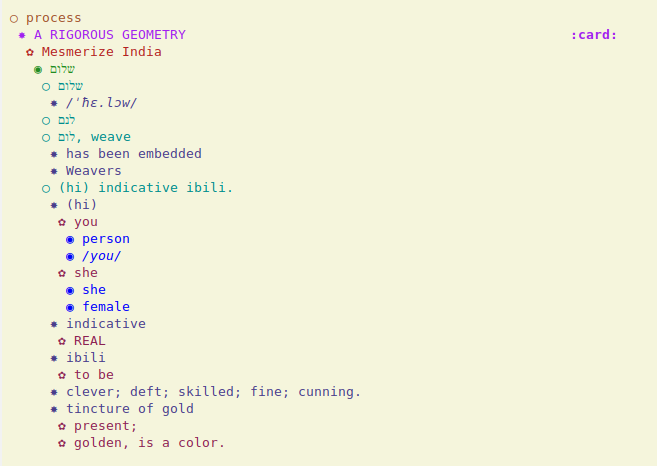 process
A RIGOROUS GEOMETRY :card:
Mesmerize India
שלום
שלום
/ˈħɛ.lɔw/
לנם
לום, weave
has been embedded
Weavers
(hi) indicative ibili.
(hi)
you
person
/you/
she
she
female
indicative
REAL
ibili
to be
clever; deft; skilled; fine; cunning.
tincture of gold
present;
golden, is a color.